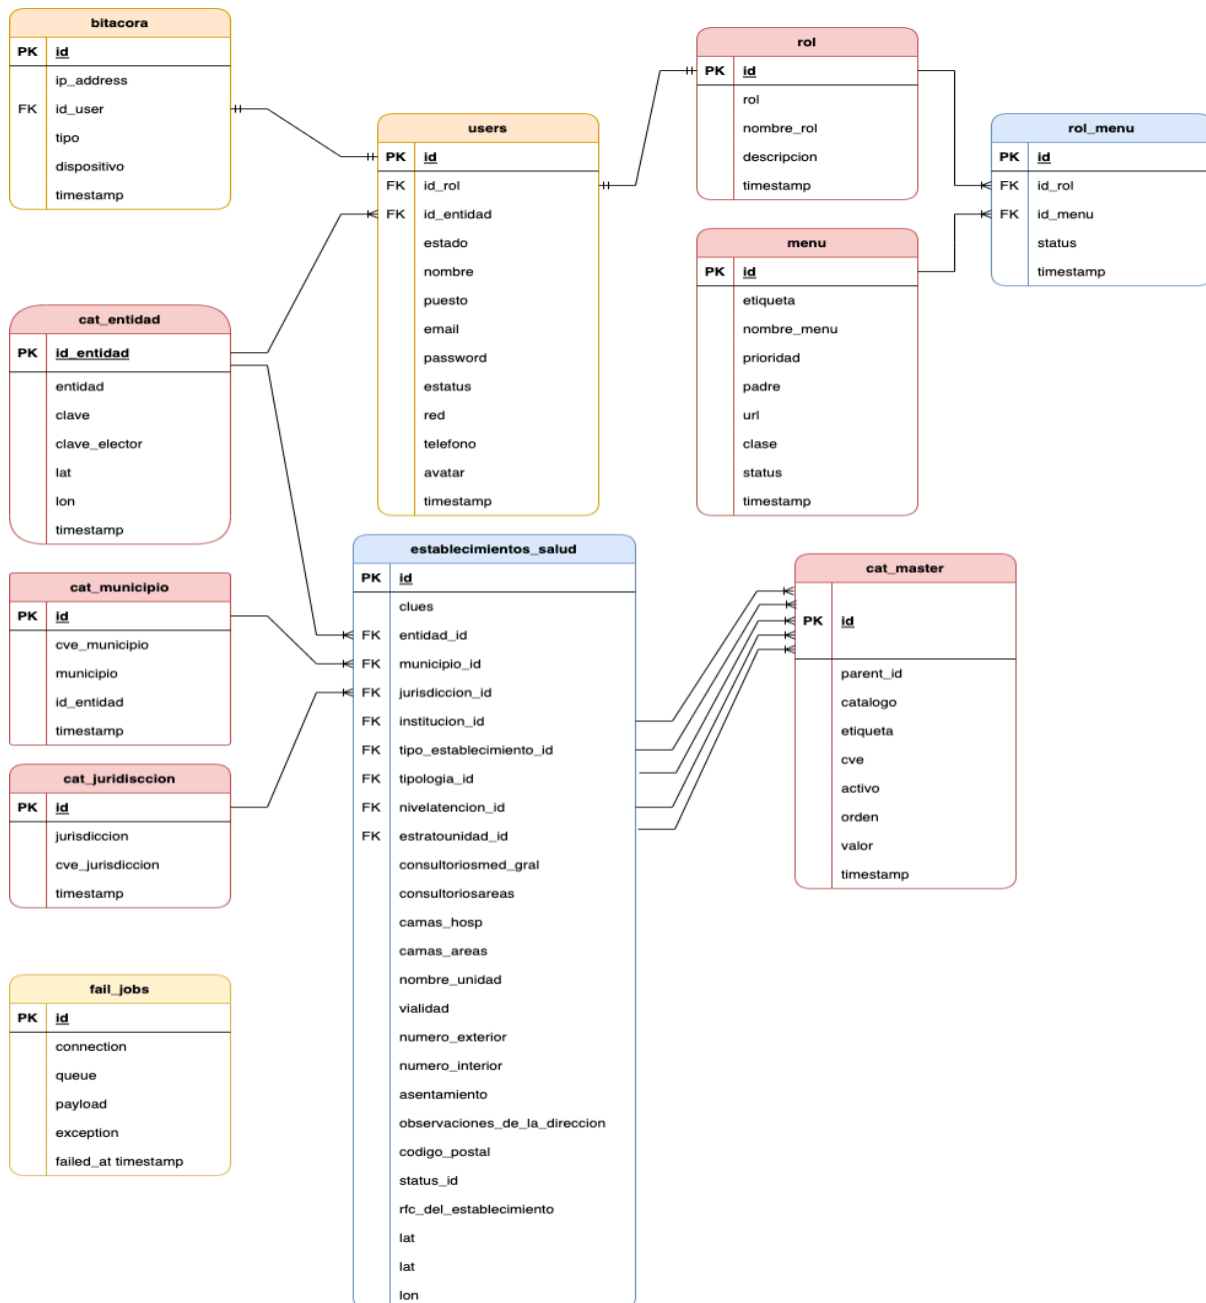 bitacora
PK id
ip_address
FK id_user
tipo
dispositivo
timestamp
users
PK id
FK id_rol
FK id_entidad
estado
nombre
puesto
email
password
estatus
red
telefono
avatar
timestamp
rol
PK id
rol
nombre_rol
descripcion
timestamp
rol_menu
PK id
FK id_rol
FK id_menu
status
timestamp
menu
PK id
etiqueta
nombre_menu
prioridad
padre
url
clase
status
timestamp
cat_entidad
PK id_entidad
entidad
clave
clave_elector
lat
lon
timestamp
cat_municipio
PK id
cve_municipio
municipio
id_entidad
timestamp
cat_juridisccion
PK id
jurisdiccion
cve_jurisdiccion
timestamp
fail_jobs
PK id
connection
queue
payload
exception
failed_at timestamp
establecimientos_salud
PK id
clues
FK entidad_id
FK municipio_id
FK jurisdiccion_id
FK institucion_id
FK tipo_establecimiento_id
FK tipologia_id
FK nivelatencion_id
FK estratounidad_id
consultoriosmed_gral
consultoriosareas
camas_hosp
camas_areas
nombre_unidad
vialidad
numero_exterior
numero_interior
asentamiento
observaciones_de_la_direccion
codigo_postal
status_id
rfc_del_establecimiento
lat
lat
lon
cat_master
PK id
parent_id
catalogo
etiqueta
cve
activo
orden
valor
timestamp